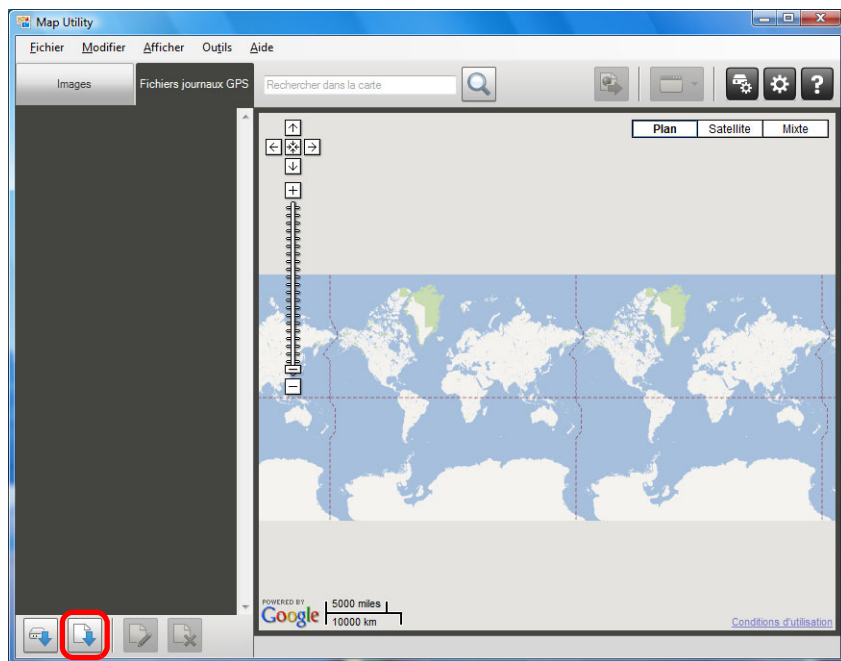 Map Utility
Fichier Modifier Afficher Outils Aide
Images Fichiers journaux GPS Rechercher dans la carte
Plan Satellite Mixte
POWERED BY
Google
5000 miles
10000 km
Conditions d'utilisation